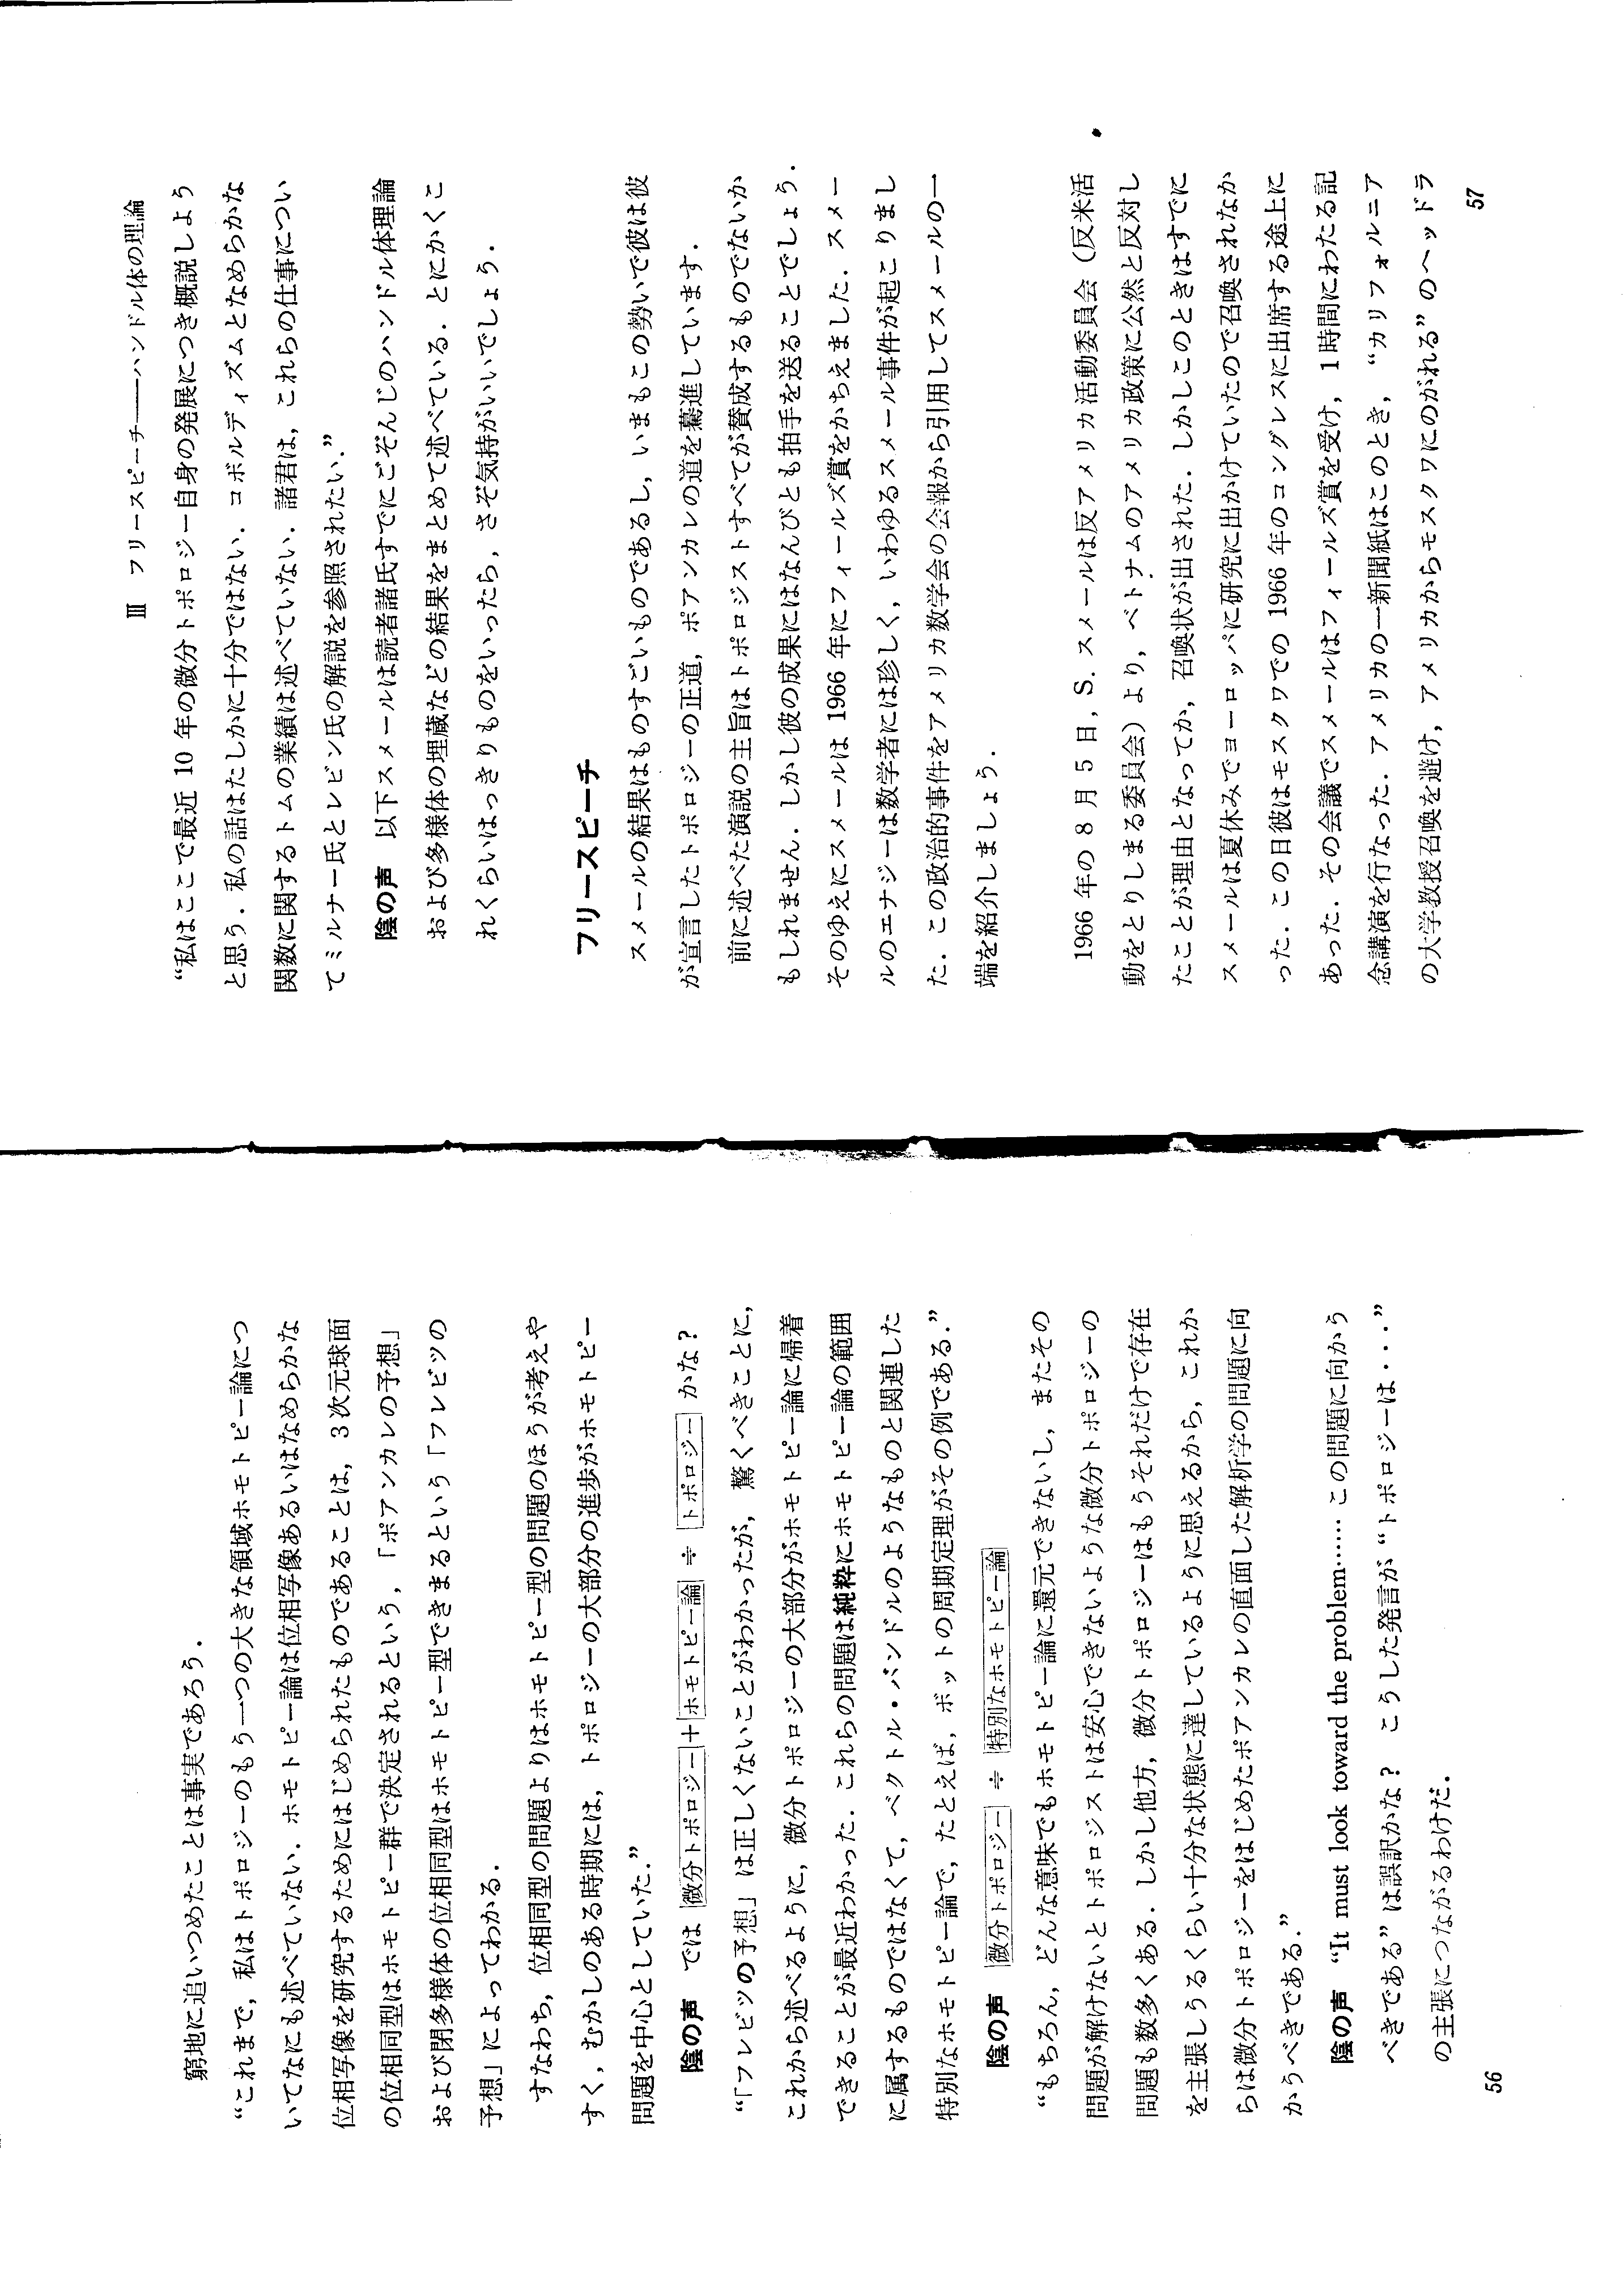 窮地に追いつめたことは事実であろう.
“これまで, 私はトポロジーのもう一つの大きな領域ホモトピー論につ
いてなにも述べていない. ホモトピー論は位相写像あるいはなめらかな
位相写像を研究するためにはじめられたものであることは, 3次元球面
の位相同型はホモトピー群で決定されるという, 「ポアンカレの予想」
および閉多様体の位相同型はホモトピー型できまるという「フレビッの
予想」によってわかる.
すなわち, 位相同型の問題よりはホモトピー型の問題のほうが考えや
すく, むかしのある時期には, トポロジーの大部分の進歩がホモトピー
問題を中心としていた.”
陰の声 では 微分トポロジー＋ホモトピー論 ≑ トポロジー かな?
“「フレビッの予想」は正しくないことがわかったが, 驚くべきことに,
これから述べるように, 微分トポロジーの大部分がホモトピー論に帰着
できることが最近わかった. これらの問題は純粋にホモトピー論の範囲
に属するものではなくて, ベクトル・バンドルのようなものと関連した
特別なホモトピー論で, たとえば, ボットの周期定理がその例である.”
陰の声 微分トポロジー ≑ 特別なホモトピー論
“もちろん, どんな意味でもホモトピー論に還元できないし, またその
問題が解けないとトポロジストは安心できないような微分トポロジーの
問題も数多くある. しかし他方, 微分トポロジーはもうそれだけで存在
を主張しうるくらい十分な状態に達しているように思えるから, これか
らは微分トポロジーをはじめたポアンカレの直面した解析学の問題に向
かうべきである.”
陰の声 “It must look toward the problem…… この問題に向かう
べきである” は誤訳かな? こうした発言が “トポロジーは・・・”
の主張につながるわけだ.
56
III フリースピーチ——ハンドル体の理論
“私はここで最近 10 年の微分トポロジー自身の発展につき概説しよう
と思う. 私の話はたしかに十分ではない. コボルディズムとなめらかな
関数に関するトムの業績は述べていない. 諸君は, これらの仕事につい
てミルナー氏とレビン氏の解説を参照されたい.”
陰の声 以下スメールは読者諸氏すでにごぞんじのハンドル体理論
および多様体の埋蔵などの結果をまとめて述べている. とにかくこ
れくらいはっきりものをいったら, さぞ気持がいいでしょう.
フリースピーチ
スメールの結果はものすごいものであるし, いまもこの勢いで彼は彼
が宣言したトポロジーの正道, ポアンカレの道を驀進しています.
前に述べた演説の主旨はトポロジストすべてが賛成するものでないか
もしれません. しかし彼の成果にはなんびとも拍手を送ることでしょう.
そのゆえにスメールは 1966 年にフィールズ賞をかちえました. スメー
ルのエナジーは数学者には珍しく, いわゆるスメール事件が起こりまし
た. この政治的事件をアメリカ数学会の会報から引用してスメールの一
端を紹介しましょう.
1966 年の 8 月 5 日, S. スメールは反アメリカ活動委員会 (反米活
動をとりしまる委員会) より, ベトナムのアメリカ政策に公然と反対し
たことが理由となってか, 召喚状が出された. しかしこのときはすでに
スメールは夏休みでヨーロッパに研究に出かけていたので召喚されなか
った. この日彼はモスクワでの 1966 年のコングレスに出席する途上に
あった. その会議でスメールはフィールズ賞を受け, 1時間にわたる記
念講演を行なった. アメリカの一新聞紙はこのとき, “カリフォルニア
の大学教授召喚を避け, アメリカからモスクワにのがれる” のヘッドラ
57